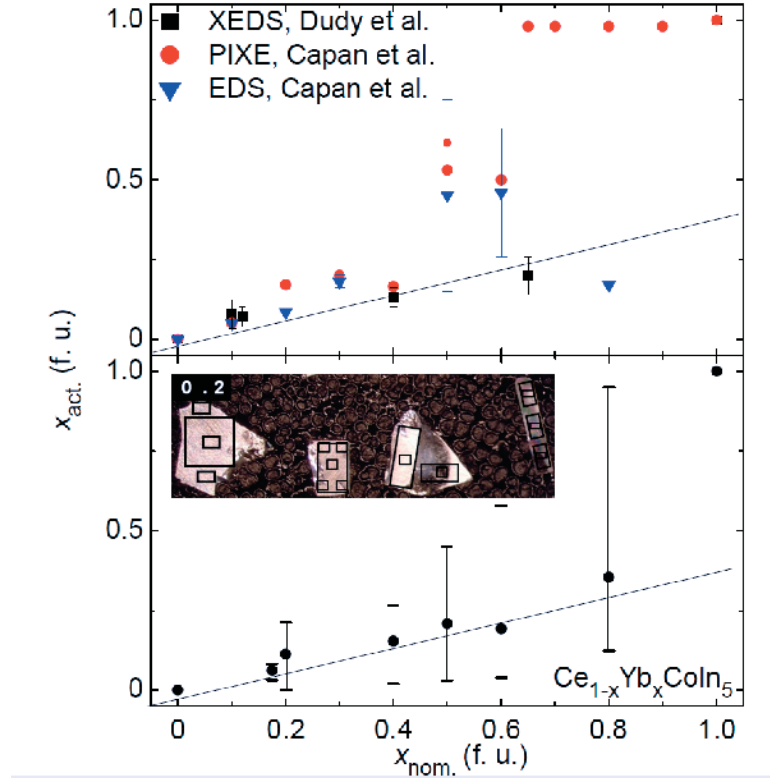 XEDS, Dudy et al.
PIXE, Capan et al.
EDS, Capan et al.
1.0
0.5
0
x_act. (f. u.)
1.0
0.5
0
0 . 2
Ce₁₋ₓYbₓCoIn₅
0 0.2 0.4 0.6 0.8 1.0
x_nom. (f. u.)